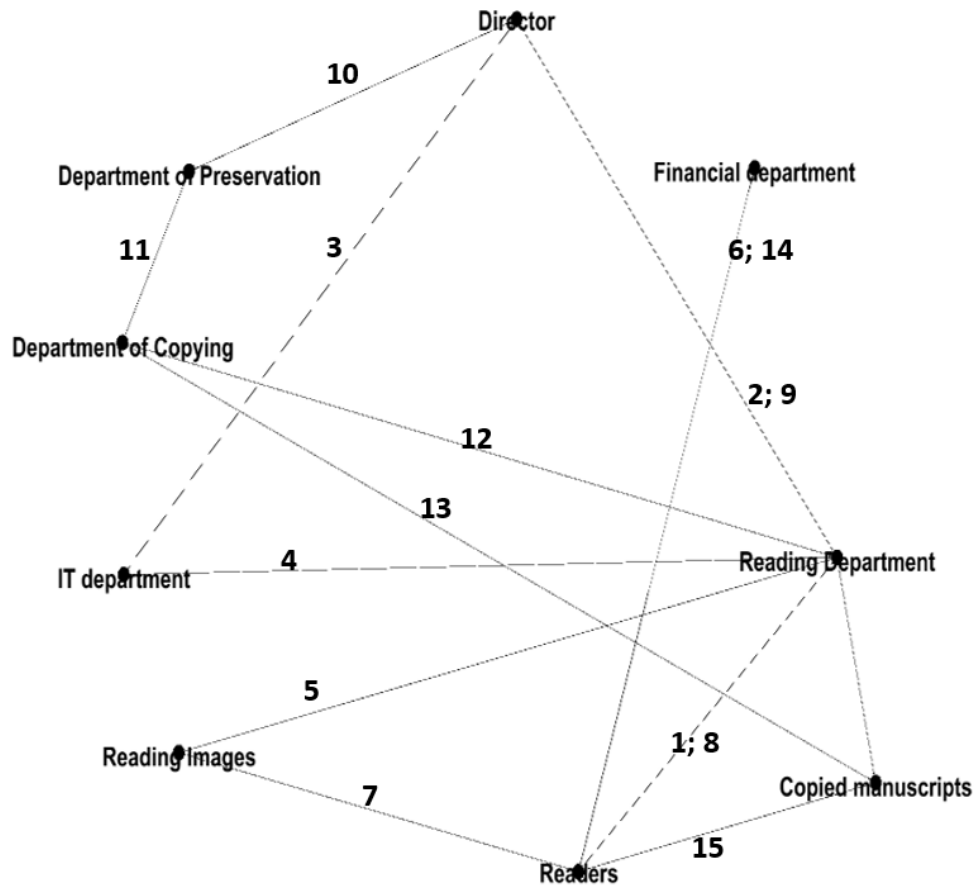 Director
10
Department of Preservation
Financial department
11
3
6; 14
Department of Copying
2; 9
12
13
4
IT department
Reading Department
5
1; 8
Reading Images
7
Copied manuscripts
15
Readers